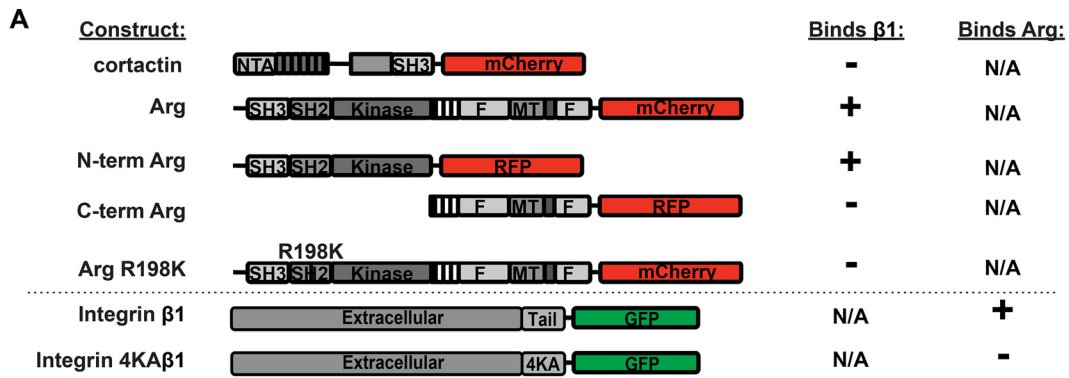 A
Construct: Binds β1: Binds Arg:
cortactin NTA SH3 mCherry - N/A
Arg SH3 SH2 Kinase F MT F mCherry + N/A
N-term Arg SH3 SH2 Kinase RFP + N/A
C-term Arg F MT F RFP - N/A
R198K
Arg R198K SH3 SH2 Kinase F MT F mCherry - N/A
Integrin β1 Extracellular Tail GFP N/A +
Integrin 4KAβ1 Extracellular 4KA GFP N/A -